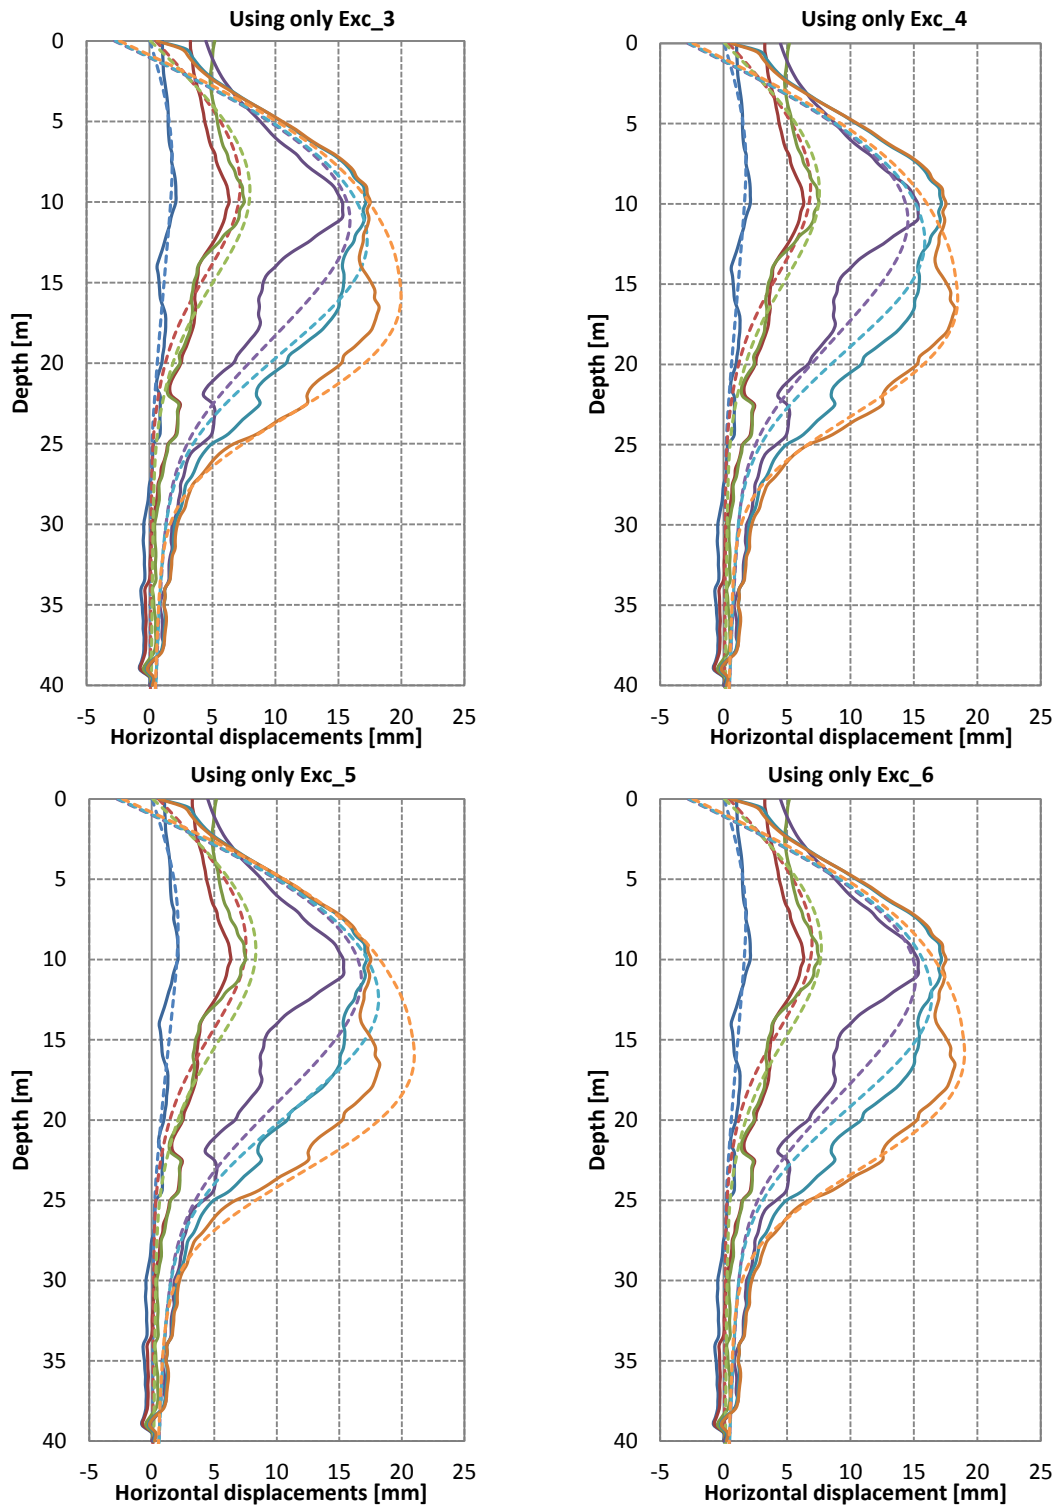 Using only Exc_3
0
5
10
15
20
25
30
35
40
Depth [m]
-5 0 5 10 15 20 25
Horizontal displacements [mm]
Using only Exc_4
0
5
10
15
20
25
30
35
40
Depth [m]
-5 0 5 10 15 20 25
Horizontal displacement [mm]
Using only Exc_5
0
5
10
15
20
25
30
35
40
Depth [m]
-5 0 5 10 15 20 25
Horizontal displacements [mm]
Using only Exc_6
0
5
10
15
20
25
30
35
40
Depth [m]
-5 0 5 10 15 20 25
Horizontal displacement [mm]